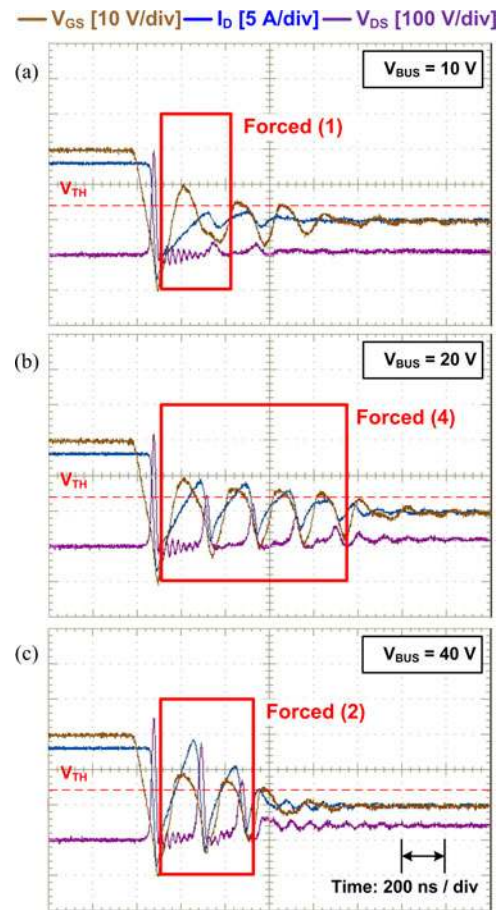 V_GS [10 V/div] I_D [5 A/div] V_DS [100 V/div]
(a)
V_BUS = 10 V
Forced (1)
V_TH
(b)
V_BUS = 20 V
Forced (4)
V_TH
(c)
V_BUS = 40 V
Forced (2)
V_TH
Time: 200 ns / div